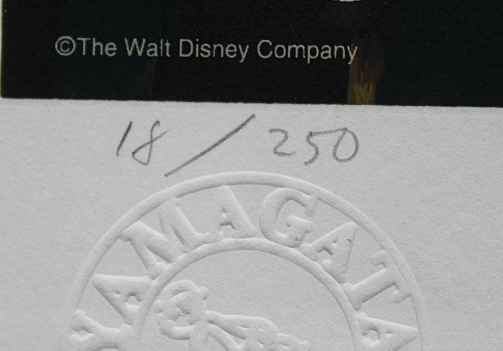 ©The Walt Disney Company
18/250
YAMAGATA